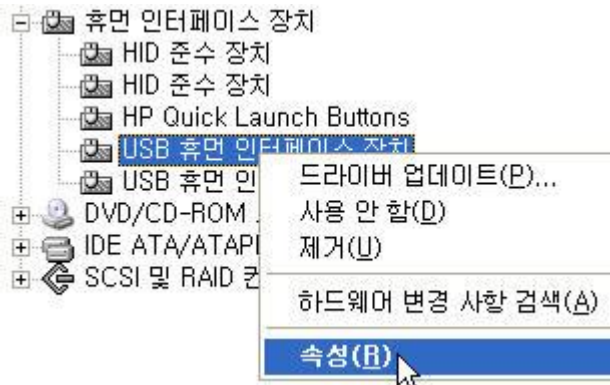 휴먼 인터페이스 장치
HID 준수 장치
HID 준수 장치
HP Quick Launch Buttons
USB 휴먼 인터페이스 장치
USB 휴먼 인
DVD/CD-ROM
IDE ATA/ATAPI
SCSI 및 RAID 컨
드라이버 업데이트(P)...
사용 안 함(D)
제거(U)
하드웨어 변경 사항 검색(A)
속성(R)